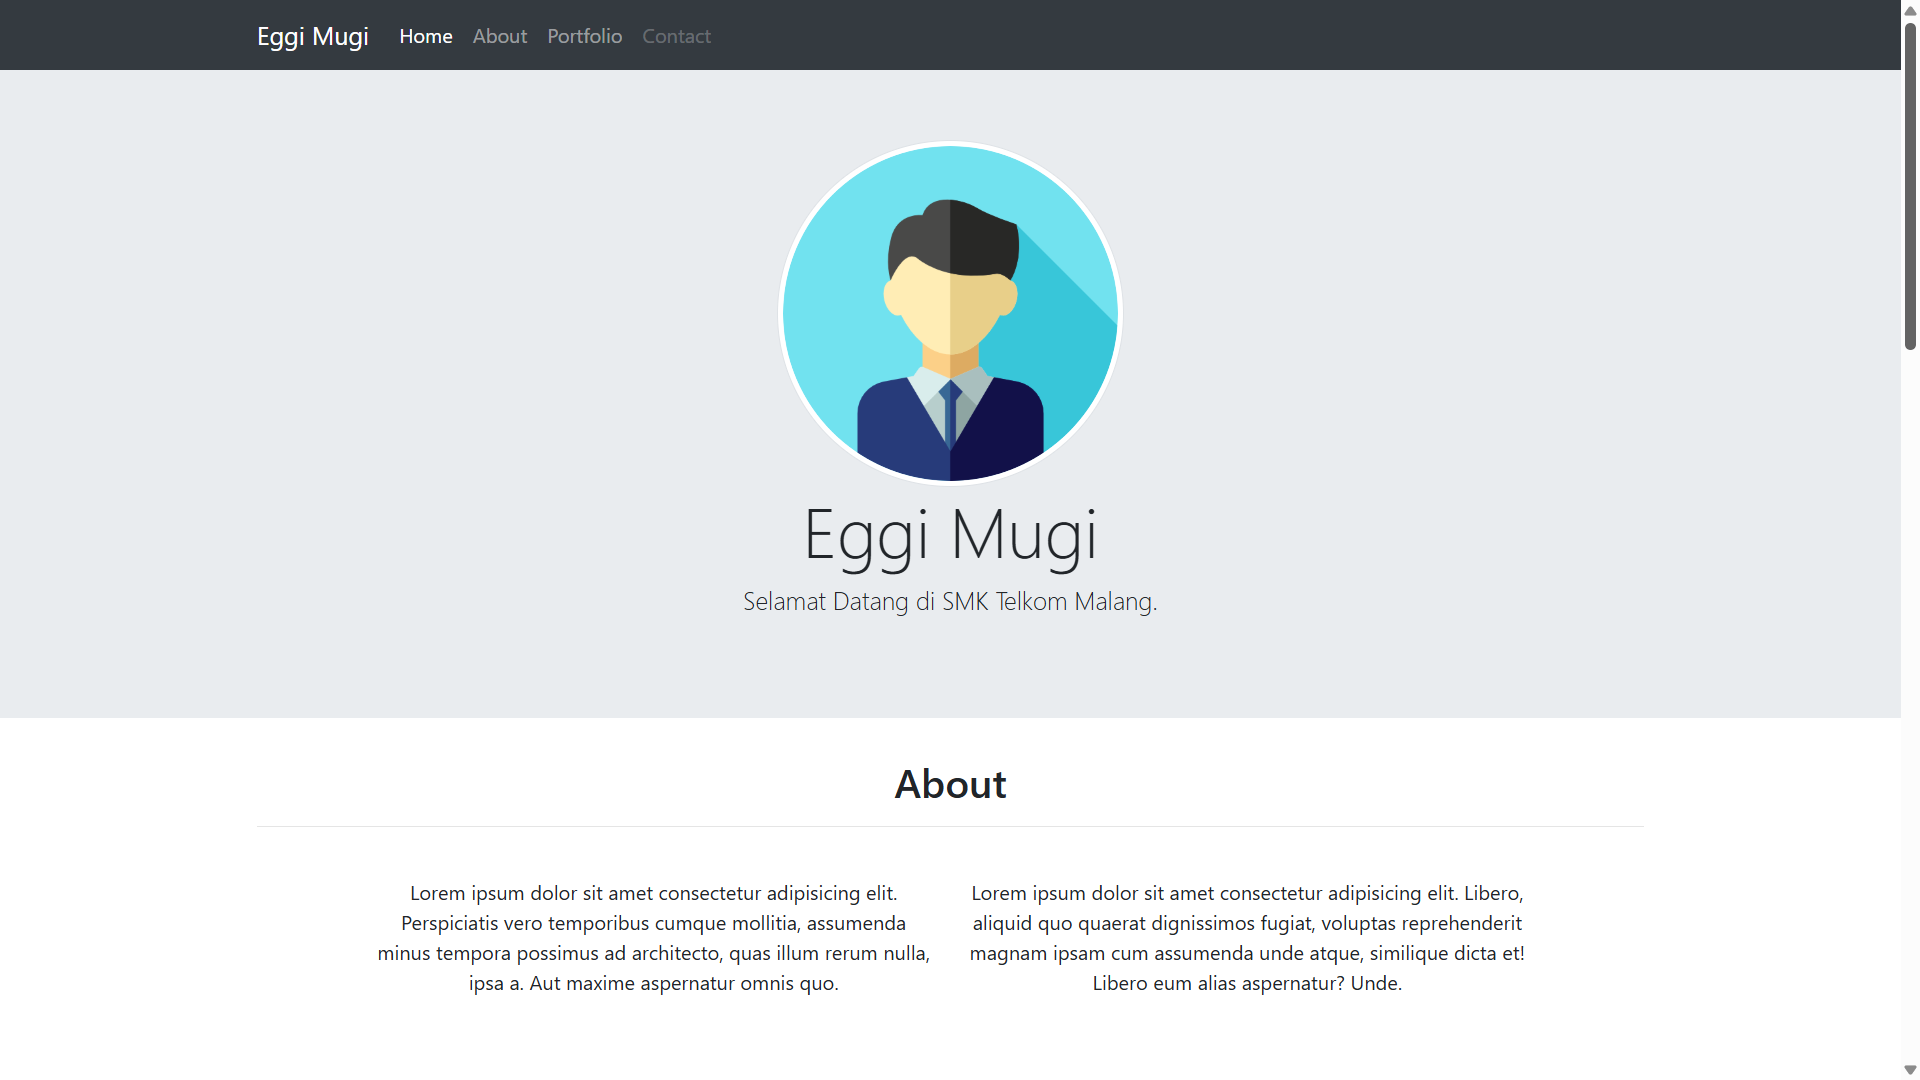 Eggi Mugi Home About Portfolio Contact
Eggi Mugi
Selamat Datang di SMK Telkom Malang.
About
Lorem ipsum dolor sit amet consectetur adipisicing elit.
Perspiciatis vero temporibus cumque mollitia, assumenda
minus tempora possimus ad architecto, quas illum rerum nulla,
ipsa a. Aut maxime aspernatur omnis quo.
Lorem ipsum dolor sit amet consectetur adipisicing elit. Libero,
aliquid quo quaerat dignissimos fugiat, voluptas reprehenderit
magnam ipsam cum assumenda unde atque, similique dicta et!
Libero eum alias aspernatur? Unde.